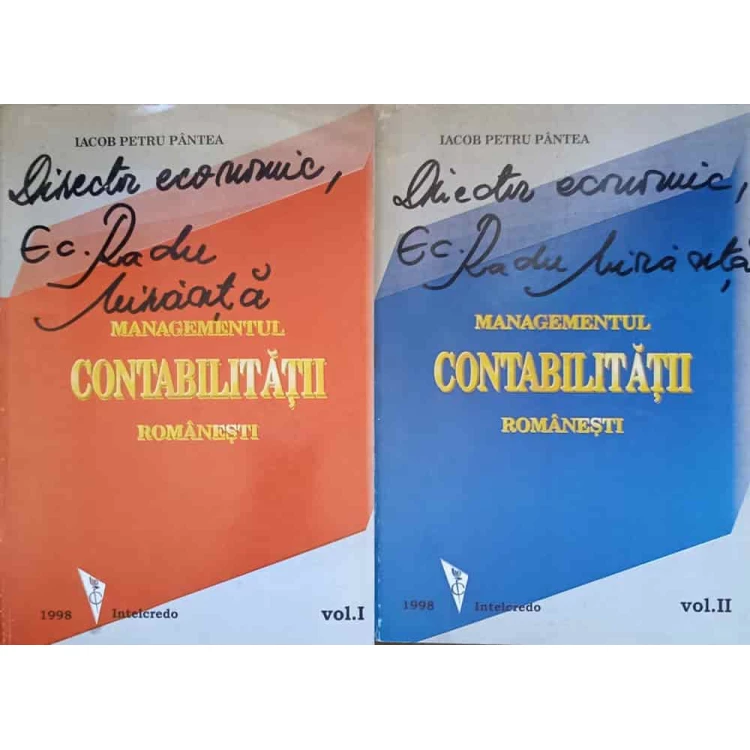 IACOB PETRU PÂNTEA
Director economic,
Ec. Radu
MANAGEMENTUL
CONTABILITĂȚII
ROMÂNEȘTI
1998
Intelcredo
vol.I
IACOB PETRU PÂNTEA
Director economic,
Ec. Radu
MANAGEMENTUL
CONTABILITĂȚII
ROMÂNEȘTI
1998
Intelcredo
vol.II